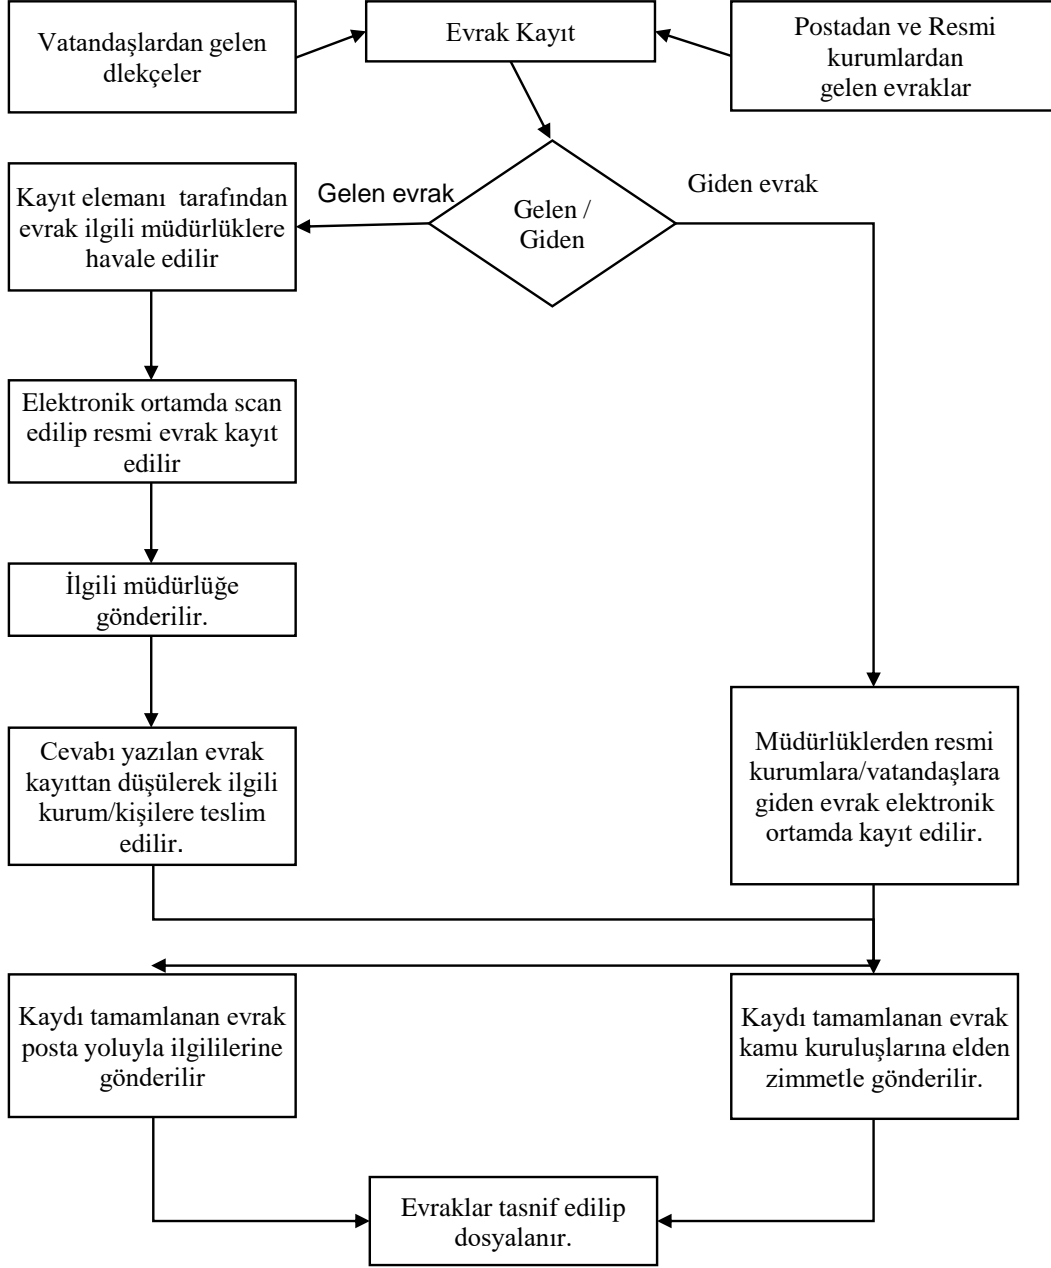 Vatandaşlardan gelen
dlekçeler
Evrak Kayıt
Postadan ve Resmi
kurumlardan
gelen evraklar
Kayıt elemanı  tarafından
evrak ilgili müdürlüklere
havale edilir
Gelen evrak
Gelen /
Giden
Giden evrak
Elektronik ortamda scan
edilip resmi evrak kayıt
edilir
İlgili müdürlüğe
gönderilir.
Cevabı yazılan evrak
kayıttan düşülerek ilgili
kurum/kişilere teslim
edilir.
Müdürlüklerden resmi
kurumlara/vatandaşlara
giden evrak elektronik
ortamda kayıt edilir.
Kaydı tamamlanan evrak
posta yoluyla ilgililerine
gönderilir
Kaydı tamamlanan evrak
kamu kuruluşlarına elden
zimmetle gönderilir.
Evraklar tasnif edilip
dosyalanır.